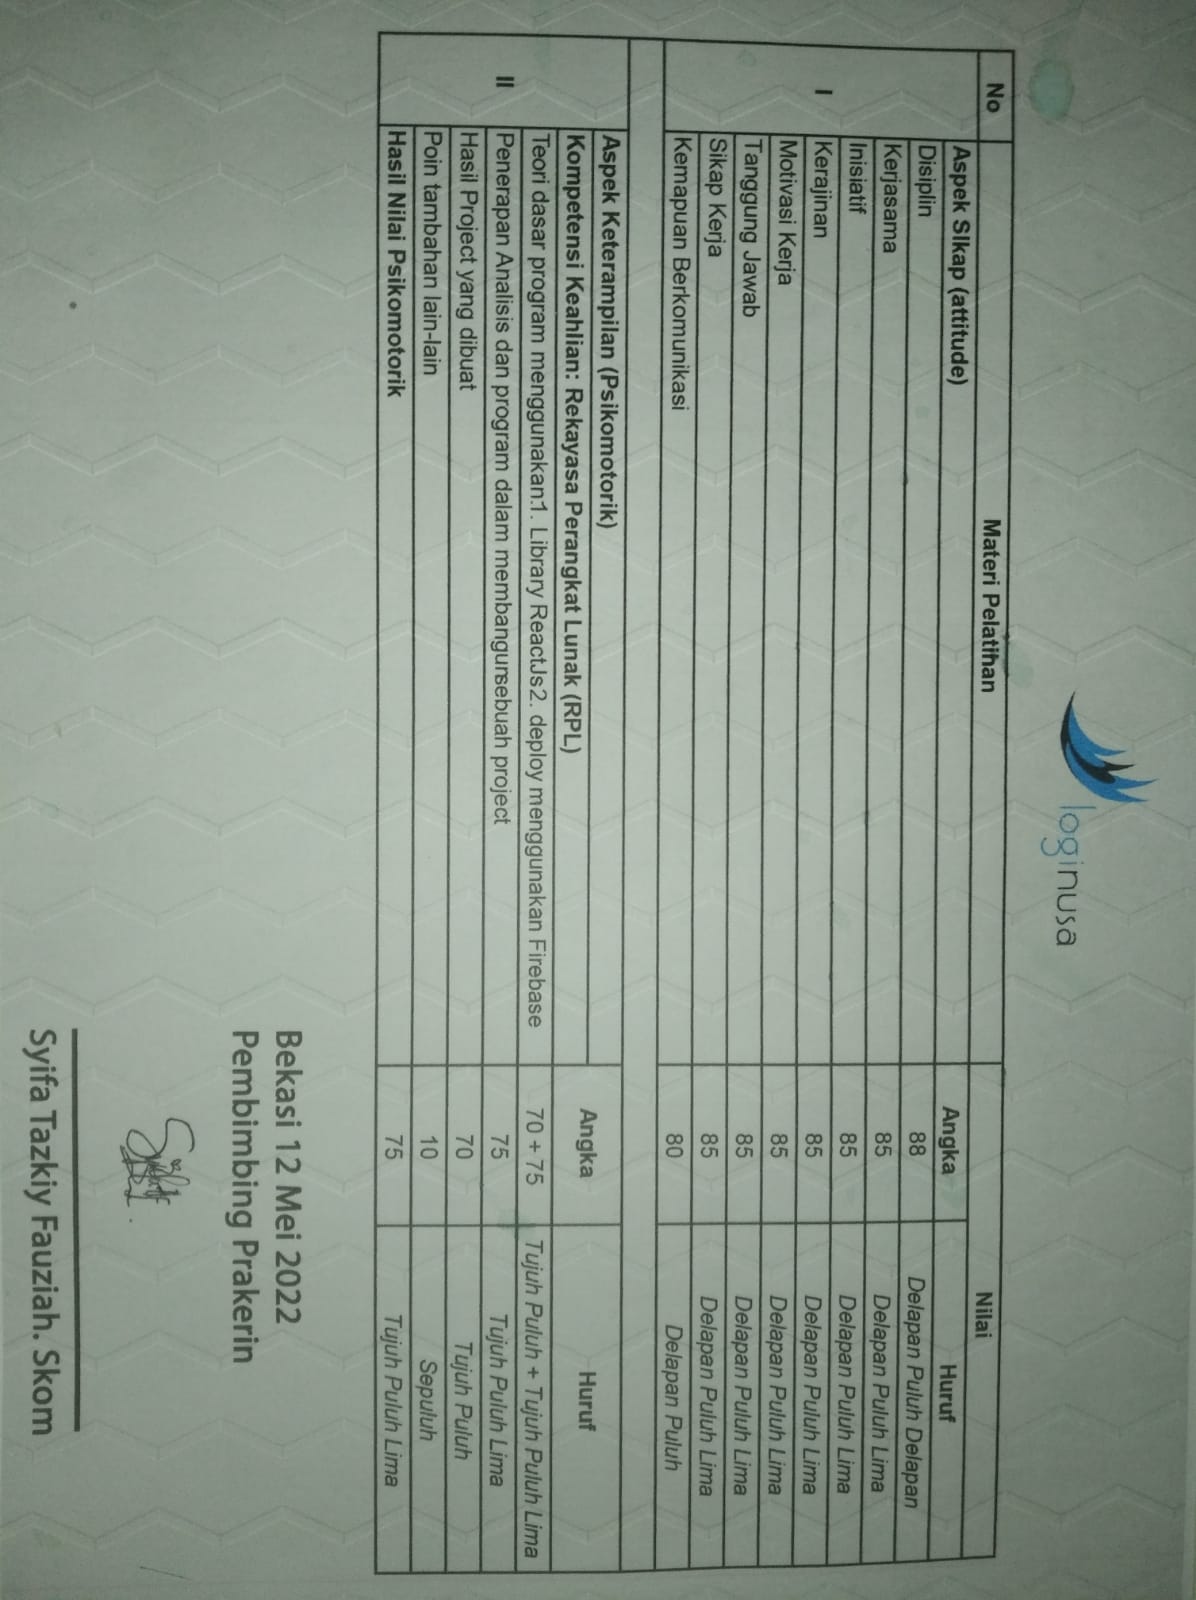 loginusa
No Materi Pelatihan Nilai
Aspek Sikap (attitude) Angka Huruf
I
Disiplin 88 Delapan Puluh Delapan
Kerjasama 85 Delapan Puluh Lima
Inisiatif 85 Delapan Puluh Lima
Kerajinan 85 Delapan Puluh Lima
Motivasi Kerja 85 Delapan Puluh Lima
Tanggung Jawab 85 Delapan Puluh Lima
Sikap Kerja 85 Delapan Puluh Lima
Kemapuan Berkomunikasi 80 Delapan Puluh
II
Aspek Keterampilan (Psikomotorik) Angka Huruf
Kompetensi Keahlian: Rekayasa Perangkat Lunak (RPL)
Teori dasar program menggunakan:1. Library ReactJs2. deploy menggunakan Firebase 70 + 75 Tujuh Puluh + Tujuh Puluh Lima
Penerapan Analisis dan program dalam membangun sebuah project 75 Tujuh Puluh Lima
Hasil Project yang dibuat 70 Tujuh Puluh
Poin tambahan lain-lain 10 Sepuluh
Hasil Nilai Psikomotorik 75 Tujuh Puluh Lima
Bekasi 12 Mei 2022
Pembimbing Prakerin
Syifa Tazkiy Fauziah. Skom